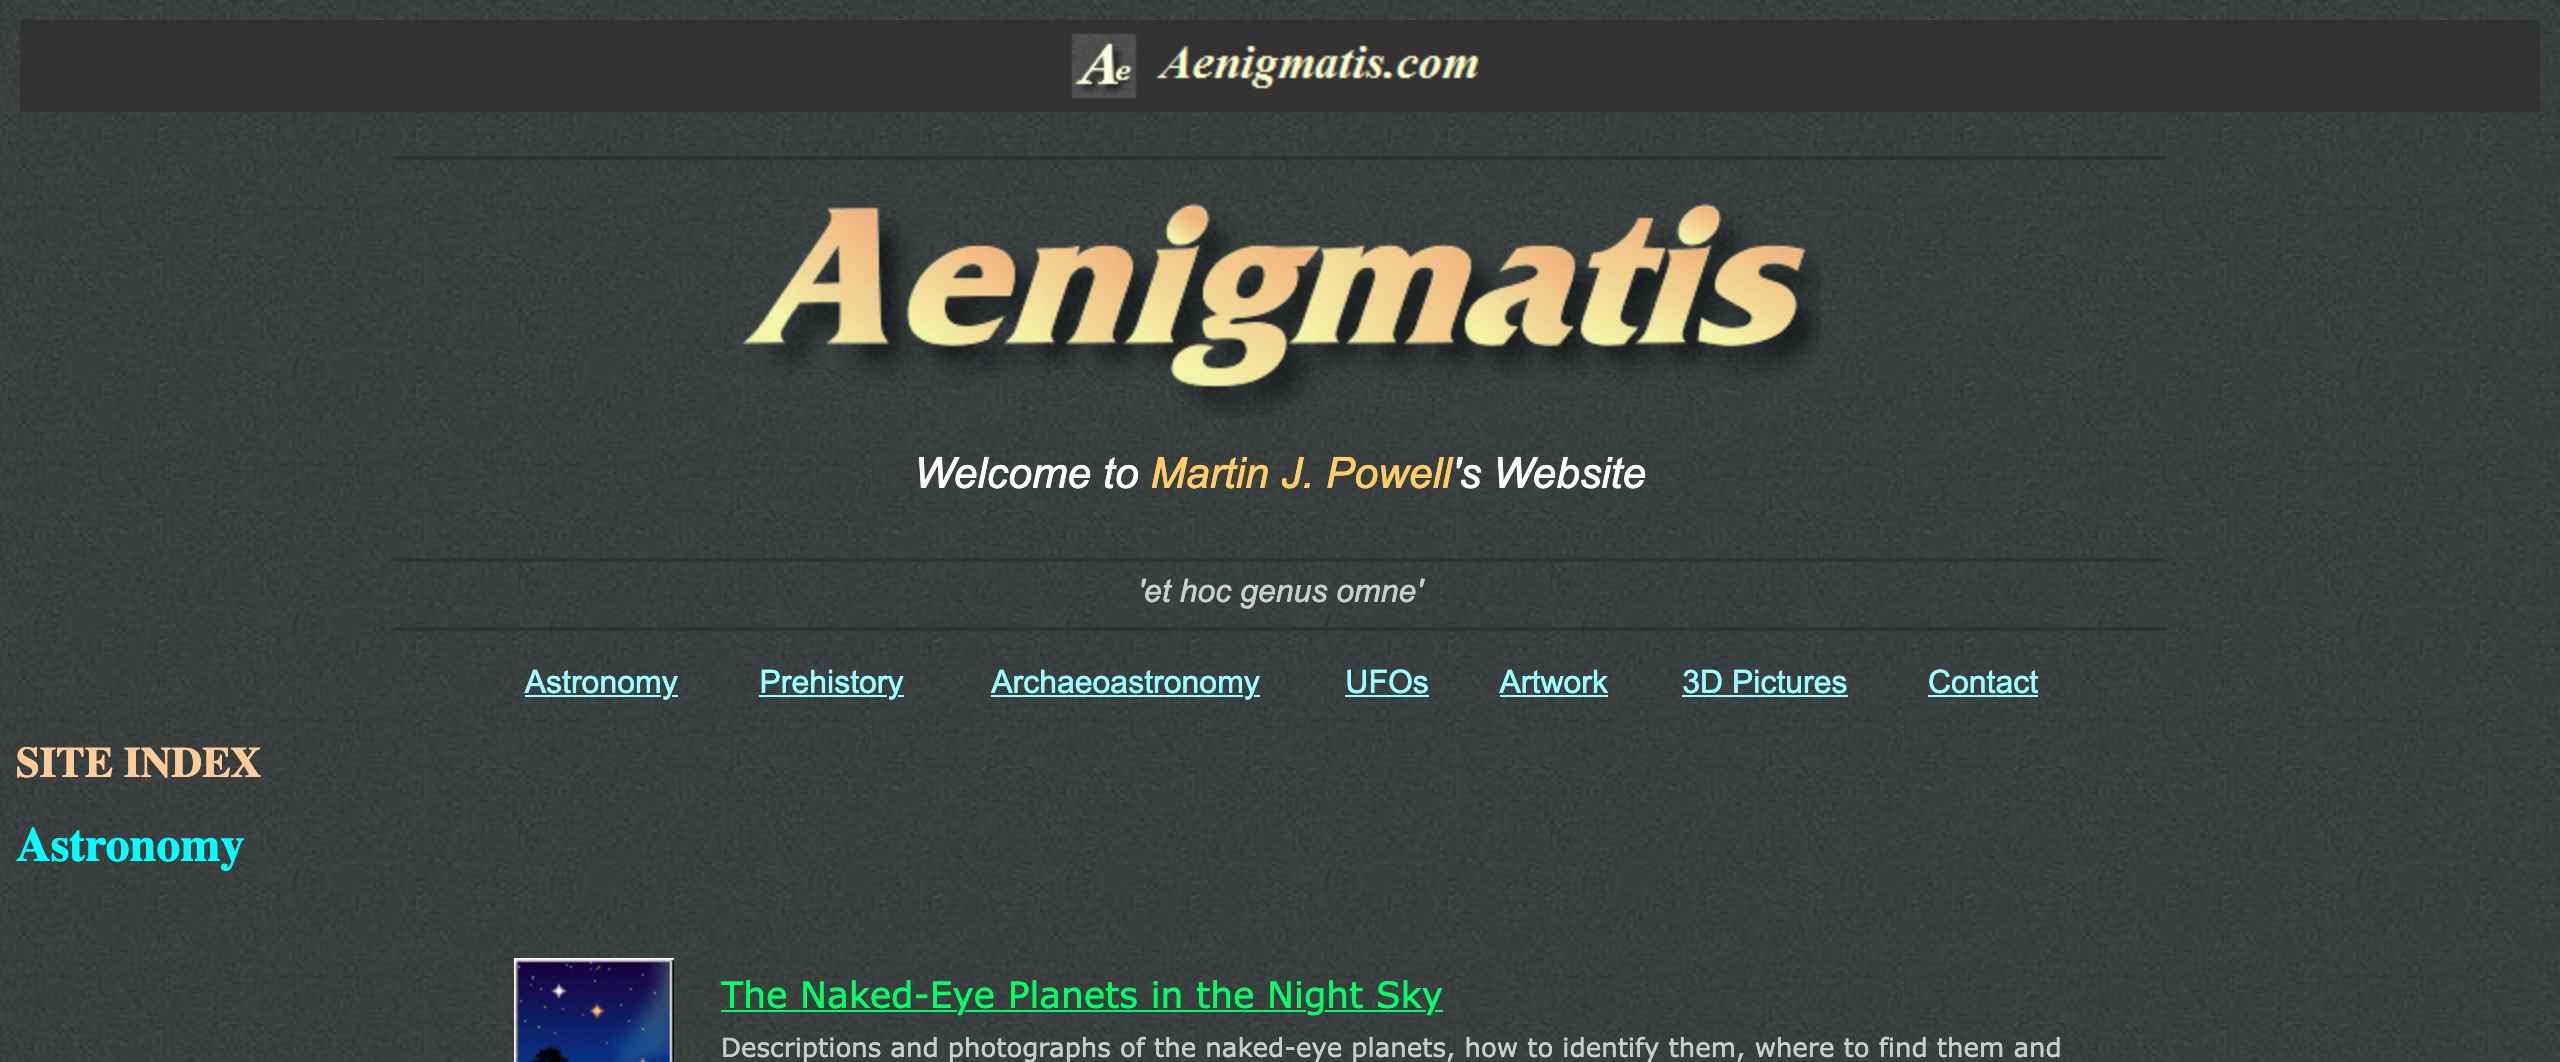 Ae Aenigmatis.com
Aenigmatis
Welcome to Martin J. Powell's Website
'et hoc genus omne'
Astronomy Prehistory Archaeoastronomy UFOs Artwork 3D Pictures Contact
SITE INDEX
Astronomy
The Naked-Eye Planets in the Night Sky
Descriptions and photographs of the naked-eye planets, how to identify them, where to find them and